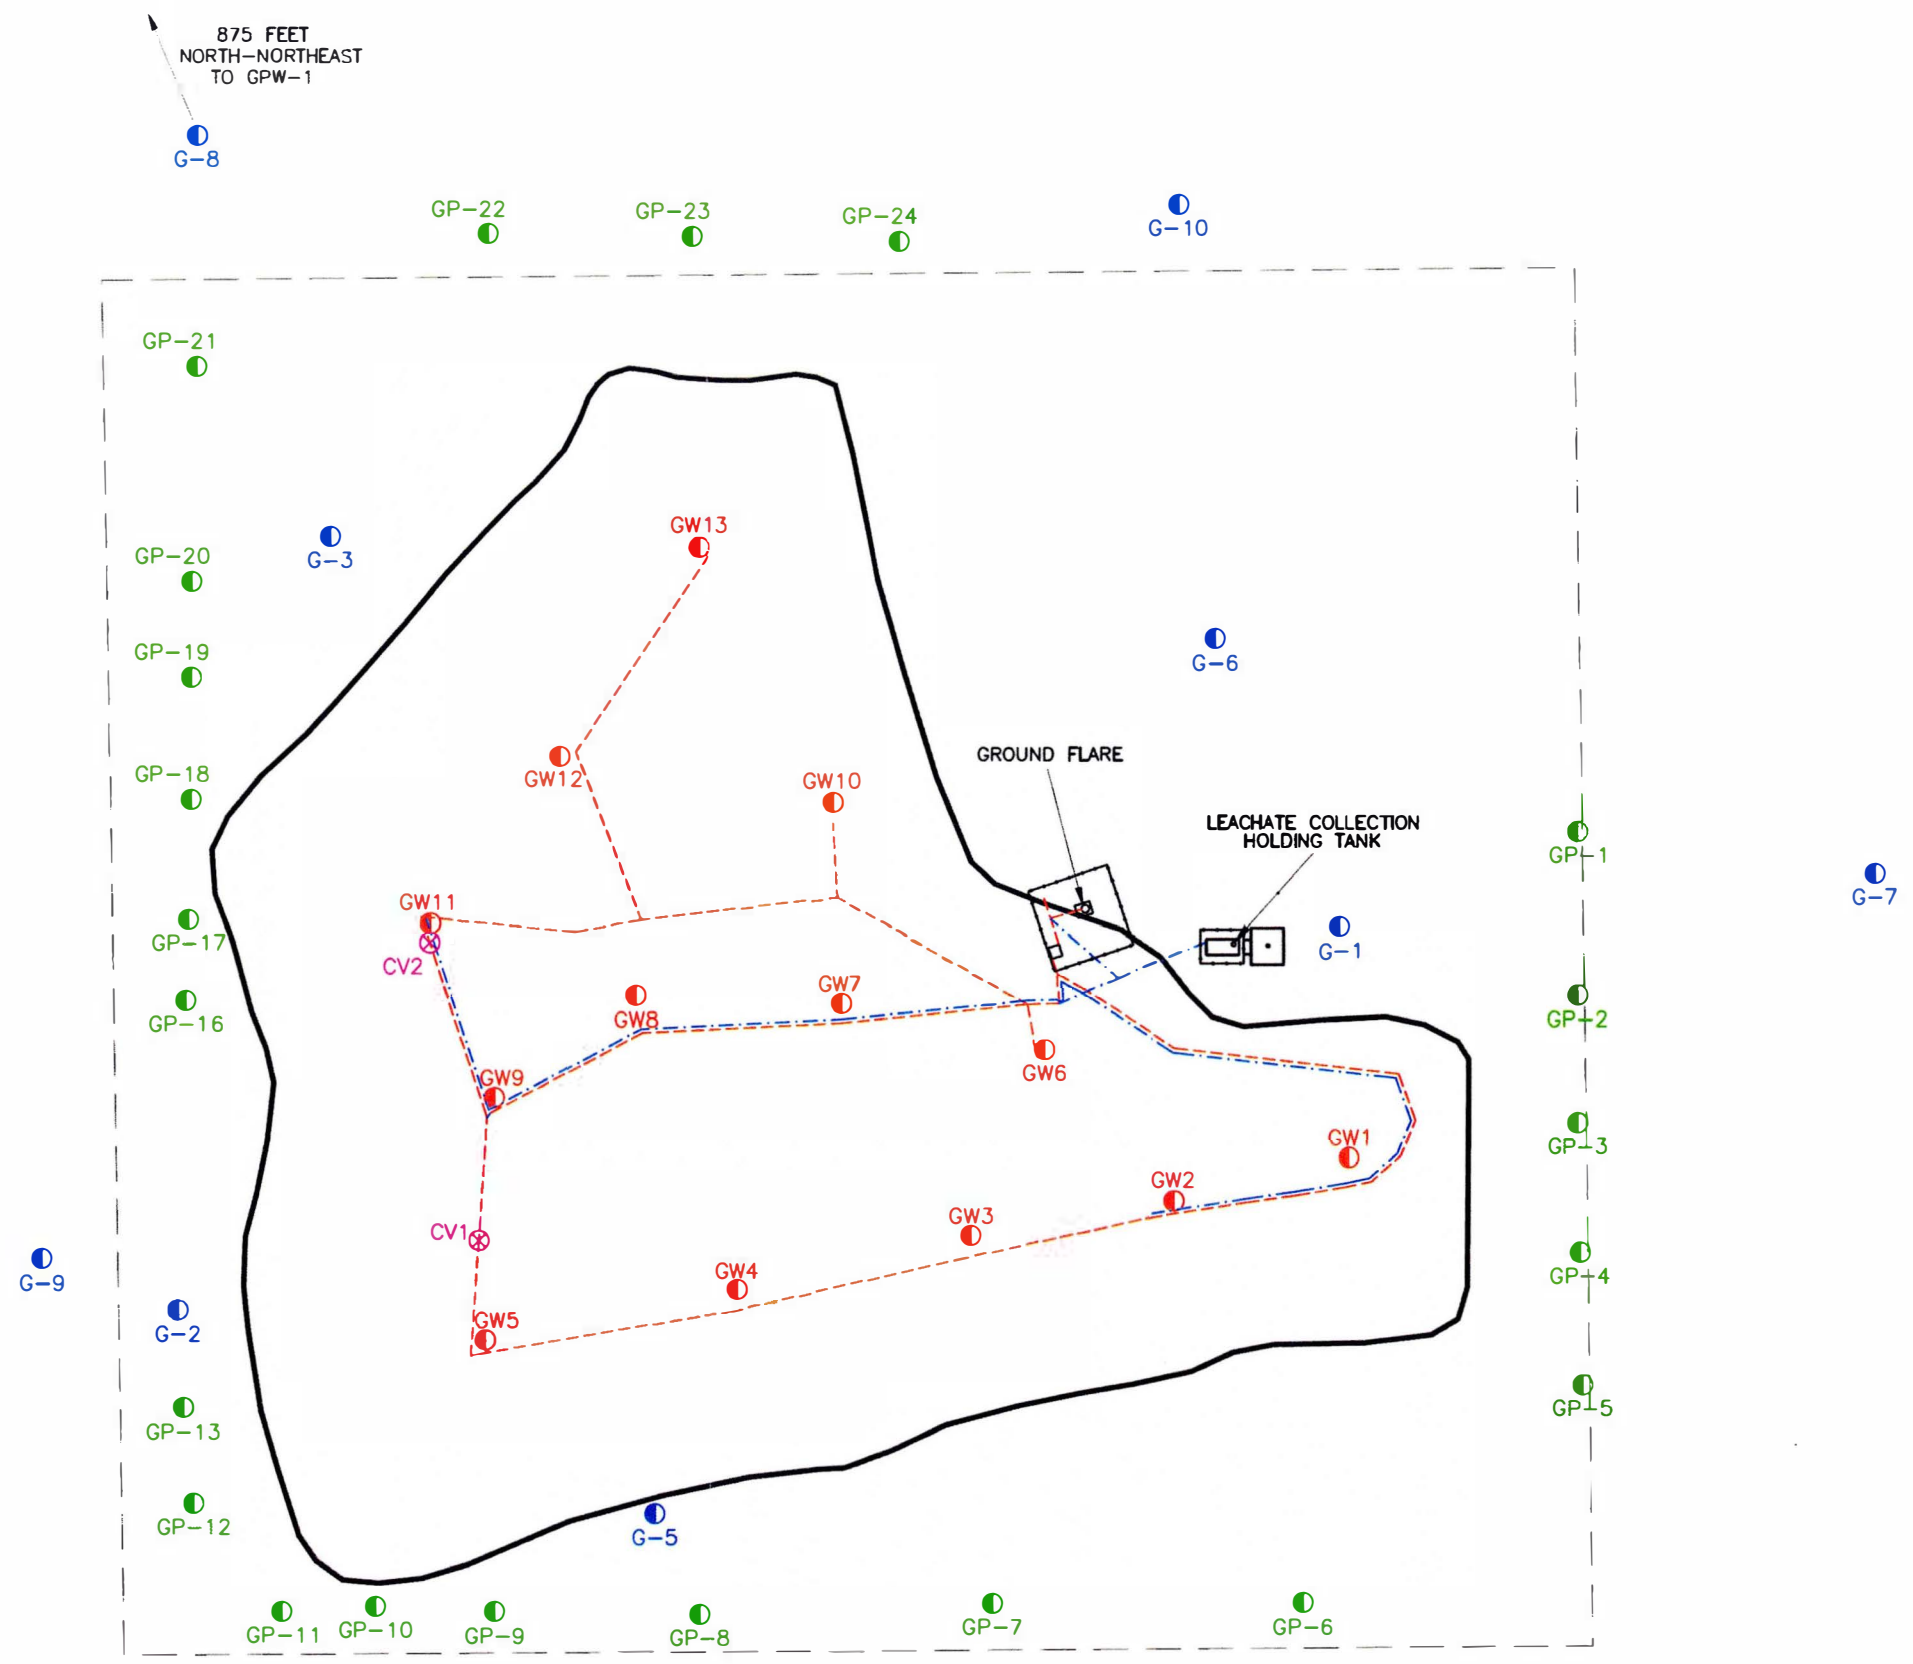 875 FEET
NORTH-NORTHEAST
TO GPW-1
G-8
GP-22
GP-23
GP-24
G-10
GP-21
GW13
GP-20
G-3
GP-19
G-6
GROUND FLARE
GP-18
GW12
GW10
LEACHATE COLLECTION
HOLDING TANK
GP-1
G-7
GW11
GP-17
G-1
CV2
GW7
GP-16
GW8
GP-2
GW6
GW9
GW1
GP-3
GW2
GW3
CV1
GW4
GP-4
G-9
G-2
GW5
GP-5
GP-13
GP-12
G-5
GP-11
GP-10
GP-9
GP-8
GP-7
GP-6